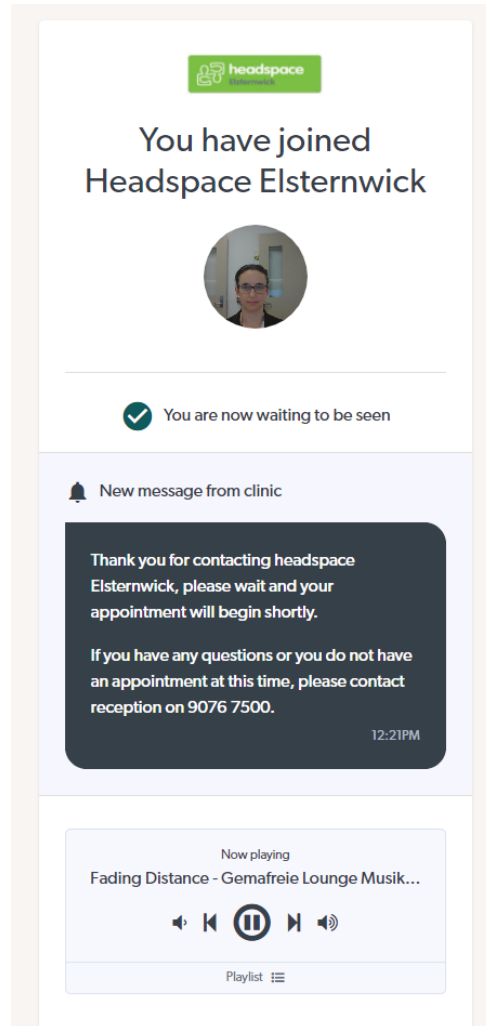 headspace
Elsternwick
You have joined
Headspace Elsternwick
You are now waiting to be seen
New message from clinic
Thank you for contacting headspace
Elsternwick, please wait and your
appointment will begin shortly.
If you have any questions or you do not have
an appointment at this time, please contact
reception on 9076 7500.
12:21PM
Now playing
Fading Distance - Gemafreie Lounge Musik...
Playlist